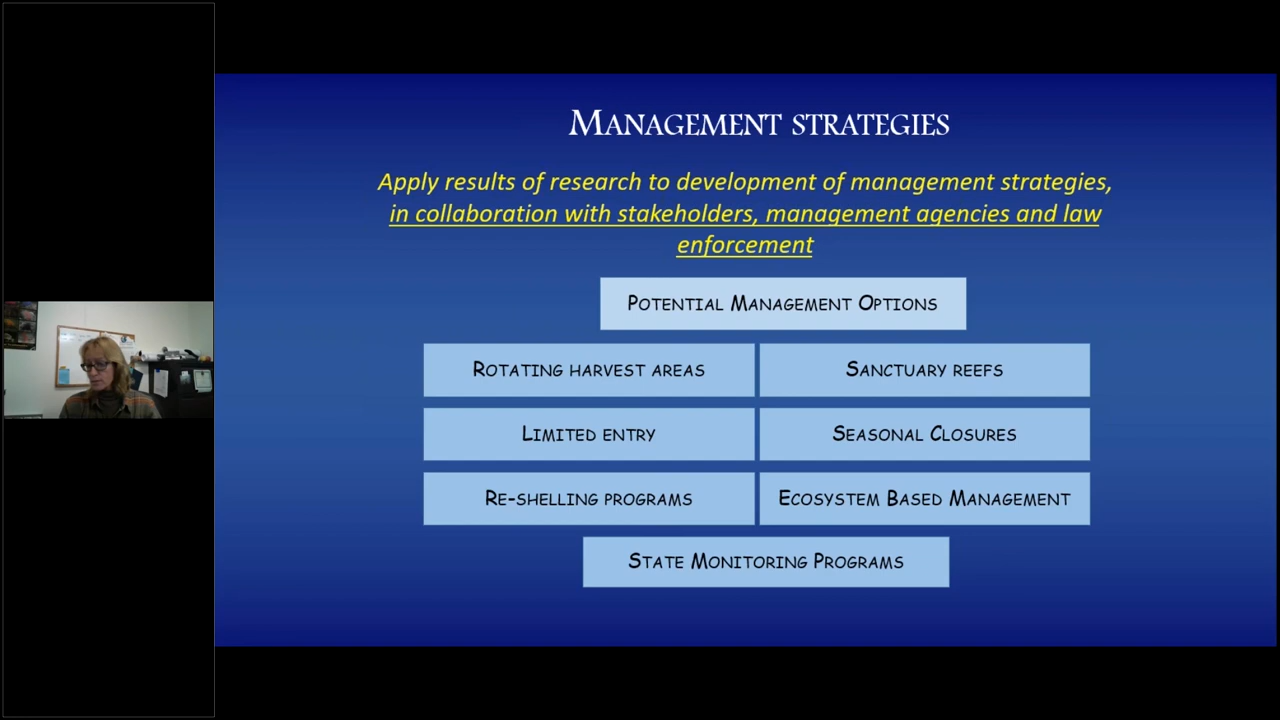 Management strategies
Apply results of research to development of management strategies,
in collaboration with stakeholders, management agencies and law
enforcement
Potential Management Options
Rotating harvest areas
Sanctuary reefs
Limited entry
Seasonal Closures
Re-shelling programs
Ecosystem Based Management
State Monitoring Programs